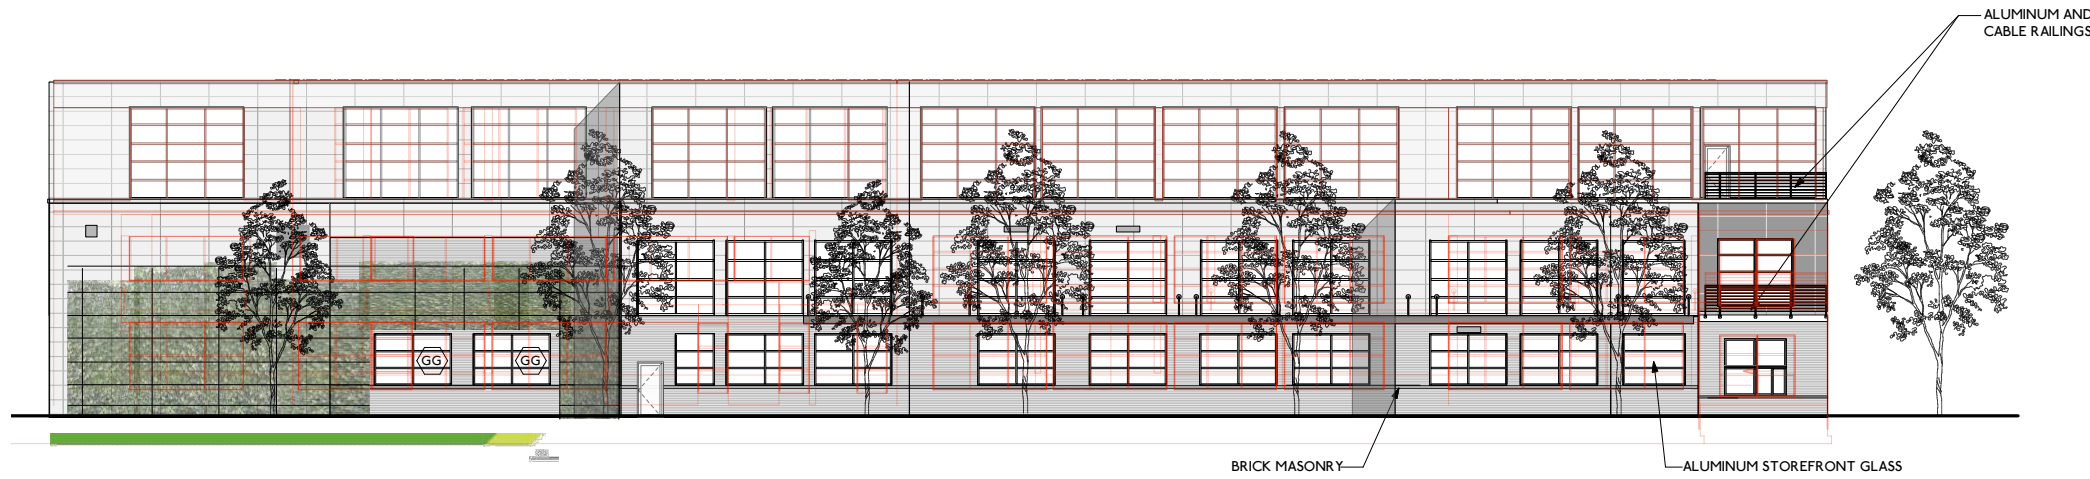 ALUMINUM AND
CABLE RAILINGS
GG
GG
BRICK MASONRY
ALUMINUM STOREFRONT GLASS